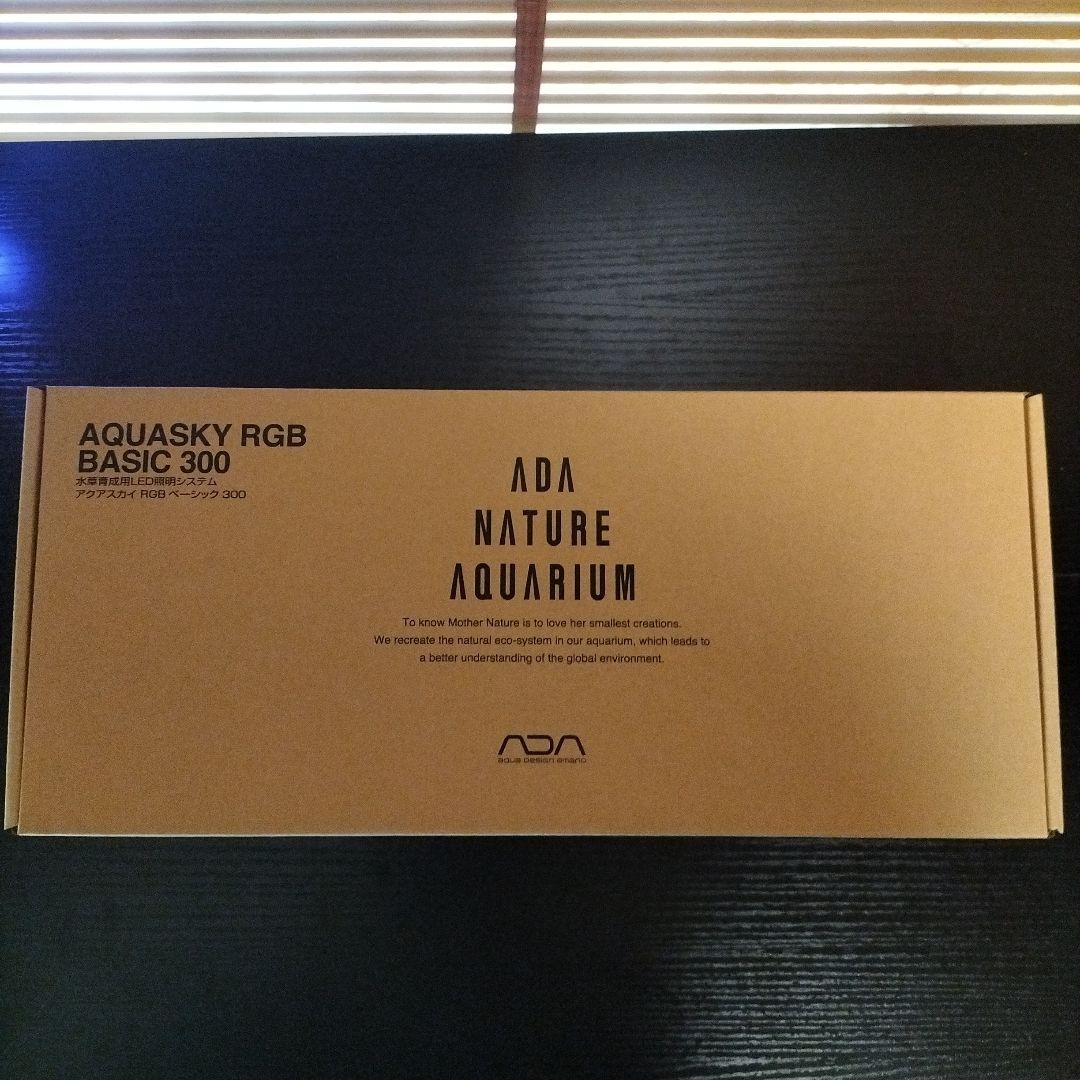 AQUASKY RGB
BASIC 300
水草育成用LED照明システム
アクアスカイ RGB ベーシック 300
ADA
NATURE
AQUARIUM
To know Mother Nature is to love her smallest creations.
We recreate the natural eco-system in our aquarium, which leads to
a better understanding of the global environment.
ADA
AQUA DESIGN AMANO